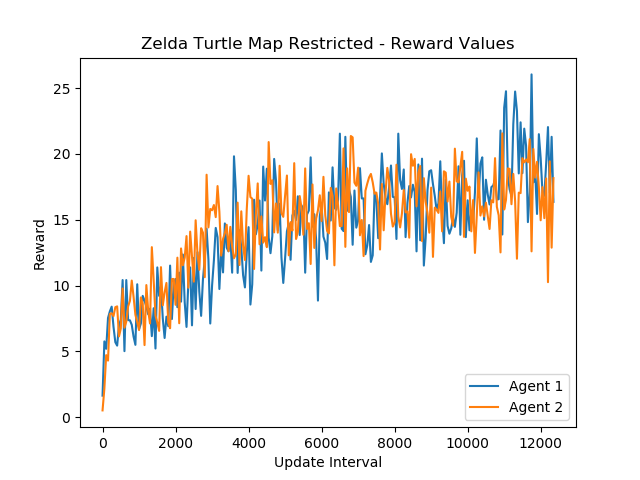 Zelda Turtle Map Restricted - Reward Values
25
20
15
10
5
0
Reward
0 2000 4000 6000 8000 10000 12000
Update Interval
Agent 1
Agent 2